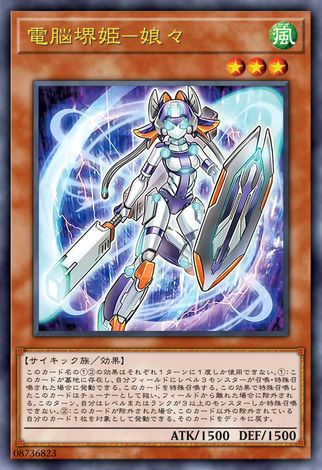 電脳堺姫－娘々
風
【サイキック族／効果】
このカード名の①②の効果はそれぞれ１ターンに１度しか使用できない。①：こ
のカードが墓地に存在し、自分フィールドにレベル３モンスターが召喚・特殊召
喚された場合に発動できる。このカードを特殊召喚する。この効果で特殊召喚し
たこのカードはチューナーとして扱い、フィールドから離れた場合に除外され
る。このターン、自分はレベルまたはランクが３以上のモンスターしか特殊召喚
できない。②：このカードが除外された場合、このカード以外の除外されている
自分のカード１枚を対象として発動できる。そのカードをデッキに戻す。
ATK/1500 DEF/1500
08736823